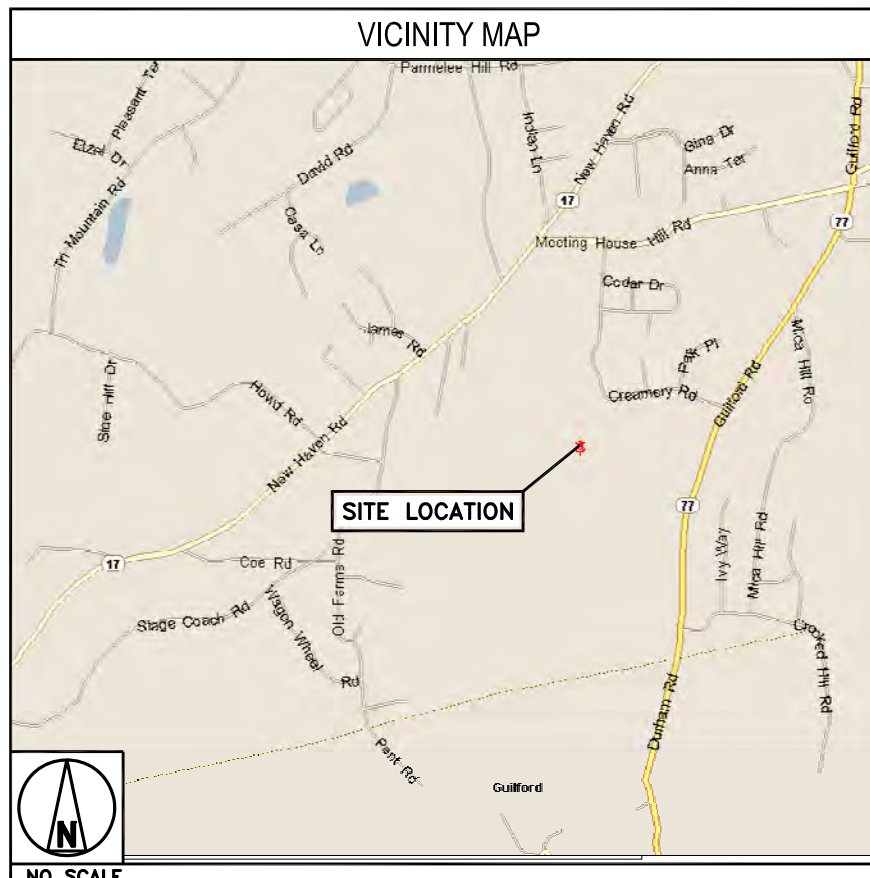 VICINITY MAP
Parmelee Hill Rd
Pleasant Ter
Guilford Rd
Indian Ln
New Haven Rd
Gina Dr
Hazel Dr
David Rd
Anna Ter
17
Tri Mountain Rd
Casa Ln
77
Meeting House Hill Rd
Cedar Dr
James Rd
Park Pl
Mica Hill Rd
Side Hill Dr
Howd Rd
Creamery Rd
Guilford Rd
New Haven Rd
SITE LOCATION
77
Ivy Way
Mica Hill Rd
17
Coe Rd
Old Farms Rd
Stage Coach Rd
Wagon Wheel Rd
Crooked Hill Rd
Durham Rd
Pent Rd
Guilford
N
NO SCALE